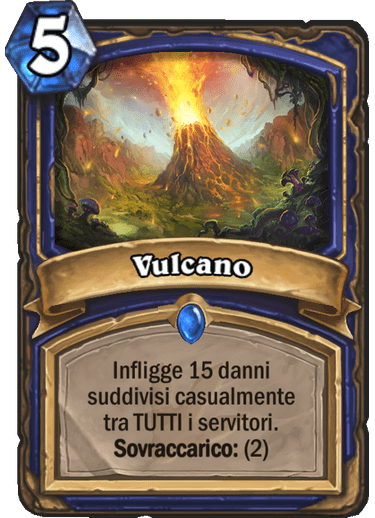 5
Vulcano
Infligge 15 danni
suddivisi casualmente
tra TUTTI i servitori.
Sovraccarico: (2)